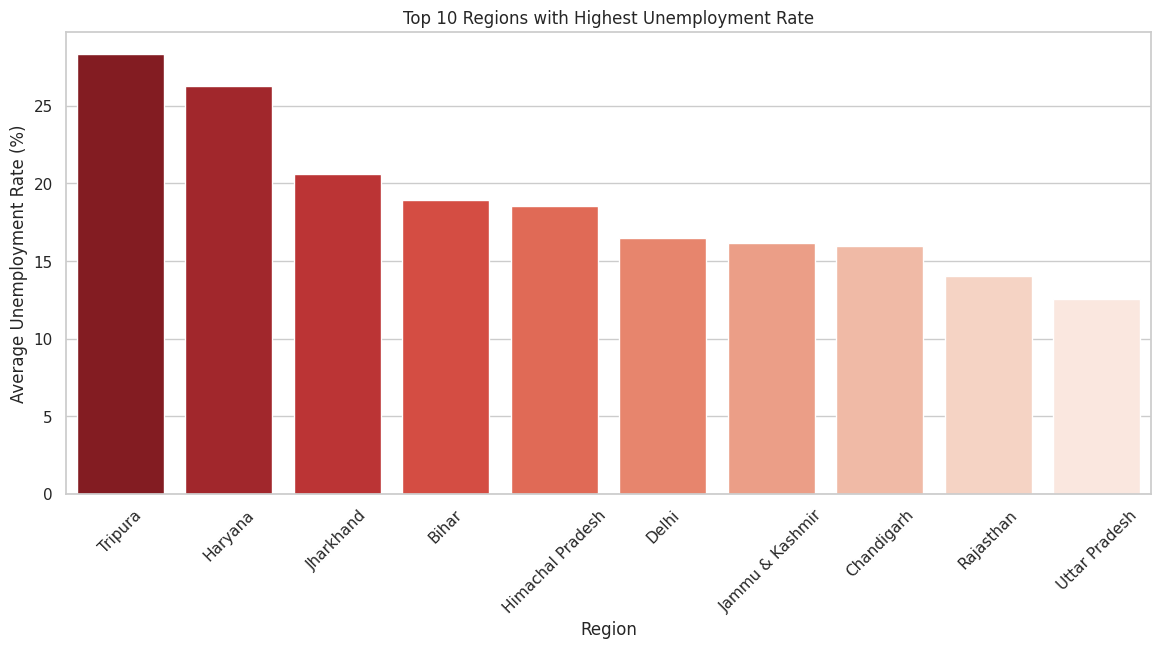 Top 10 Regions with Highest Unemployment Rate
Average Unemployment Rate (%)
25
20
15
10
5
0
Tripura
Haryana
Jharkhand
Bihar
Himachal Pradesh
Delhi
Jammu & Kashmir
Chandigarh
Rajasthan
Uttar Pradesh
Region